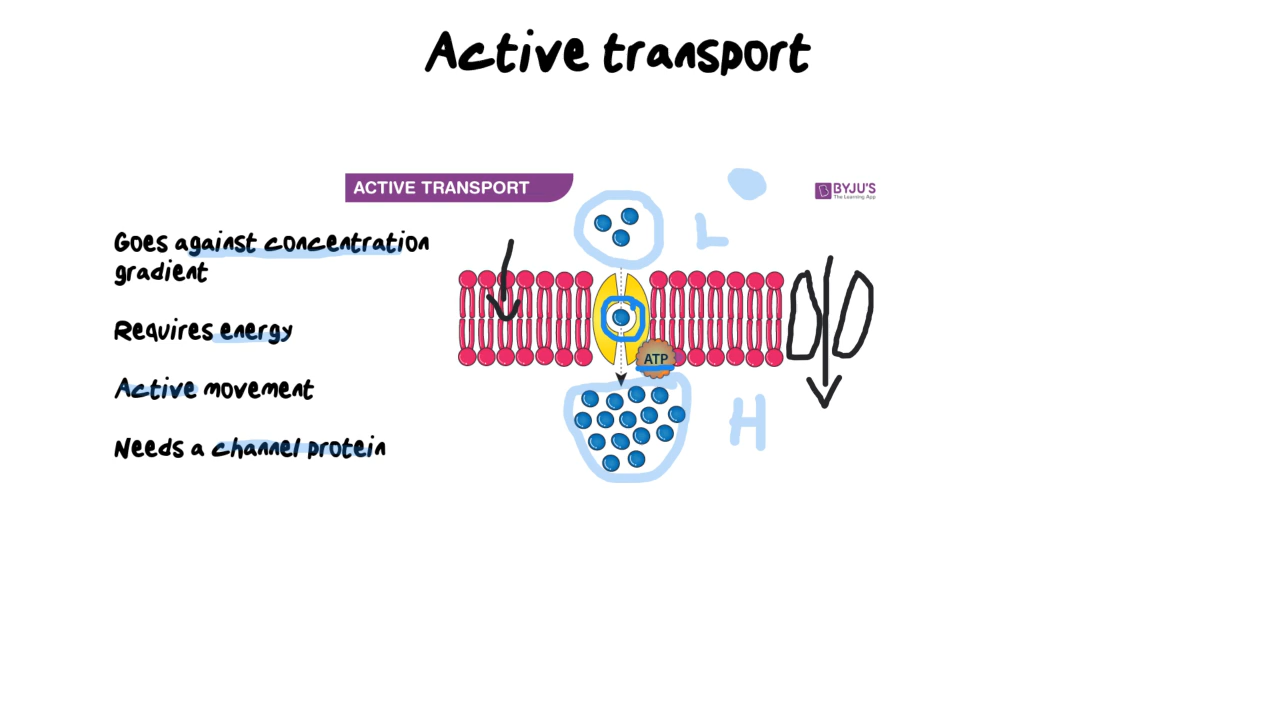 Active transport
ACTIVE TRANSPORT
BYJU'S
The Learning App
Goes against concentration
gradient
L
Requires energy
ATP
Active movement
H
Needs a channel protein